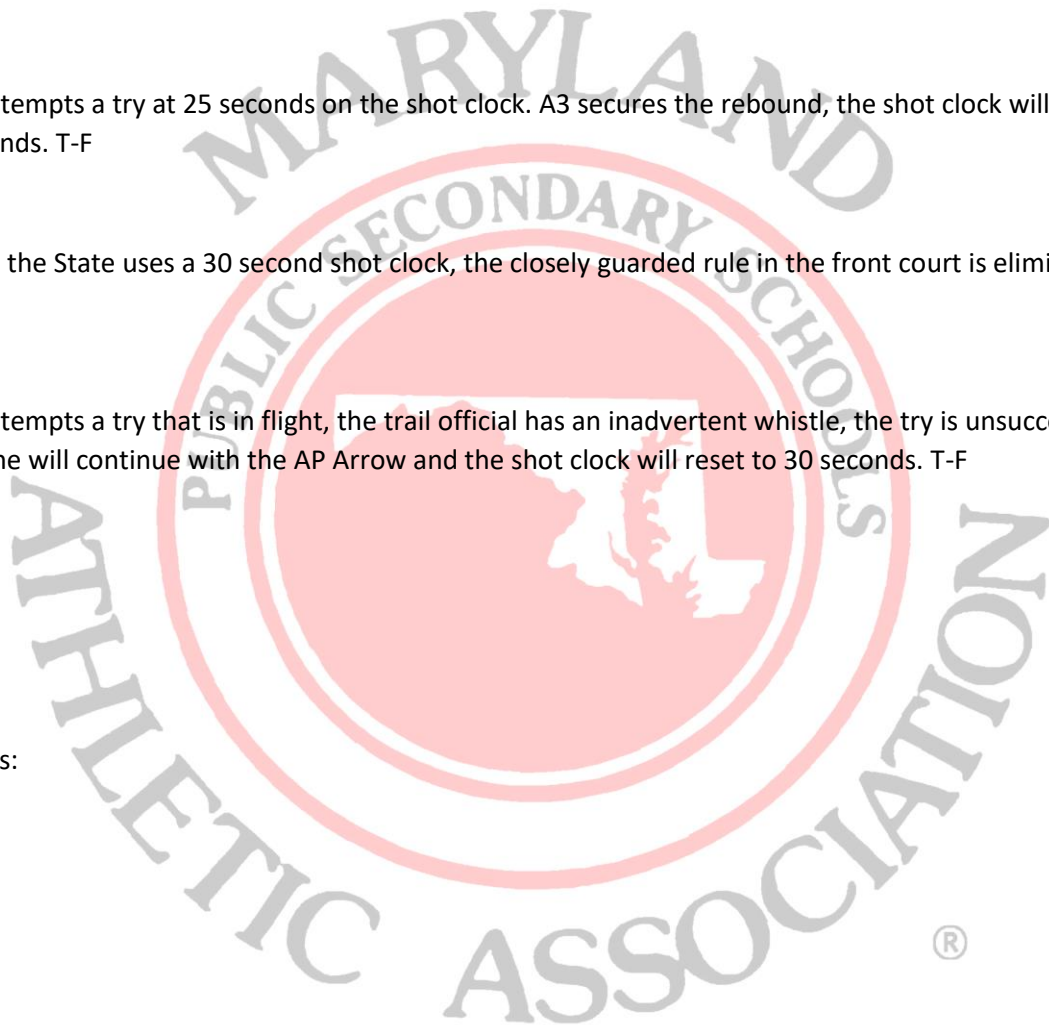 MARYLAND
PUBLIC SECONDARY SCHOOLS
ATHLETIC ASSOCIATION
®
tempts a try at 25 seconds on the shot clock. A3 secures the rebound, the shot clock will
nds. T-F
the State uses a 30 second shot clock, the closely guarded rule in the front court is elimi
tempts a try that is in flight, the trail official has an inadvertent whistle, the try is unsucce
ne will continue with the AP Arrow and the shot clock will reset to 30 seconds. T-F
s: